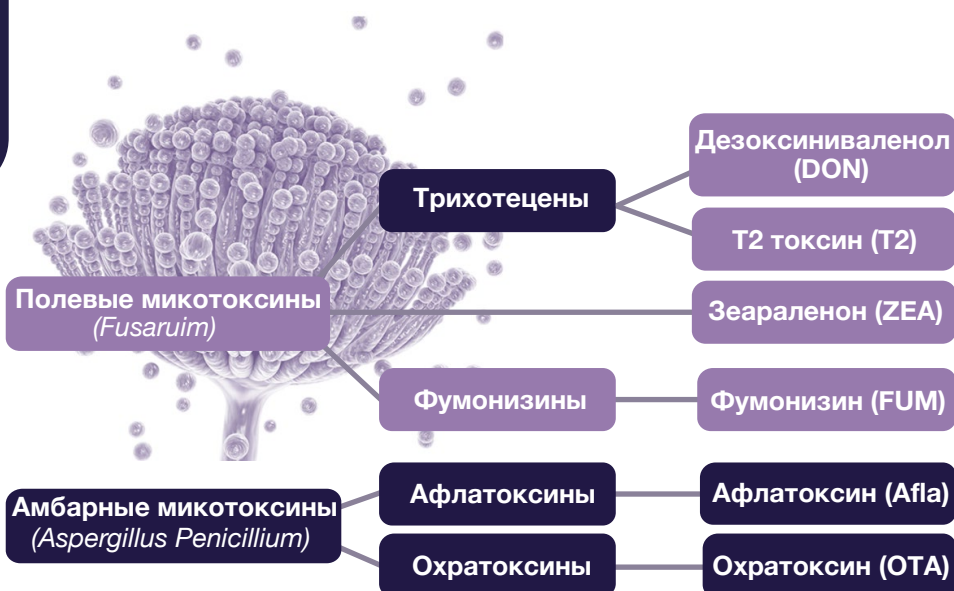 Полевые микотоксины
(Fusaruim)
Трихотецены
Дезоксиниваленол
(DON)
Т2 токсин (Т2)
Зеараленон (ZEA)
Фумонизины
Фумонизин (FUM)
Амбарные микотоксины
(Aspergillus Penicillium)
Афлатоксины
Афлатоксин (Afla)
Охратоксины
Охратоксин (ОТА)